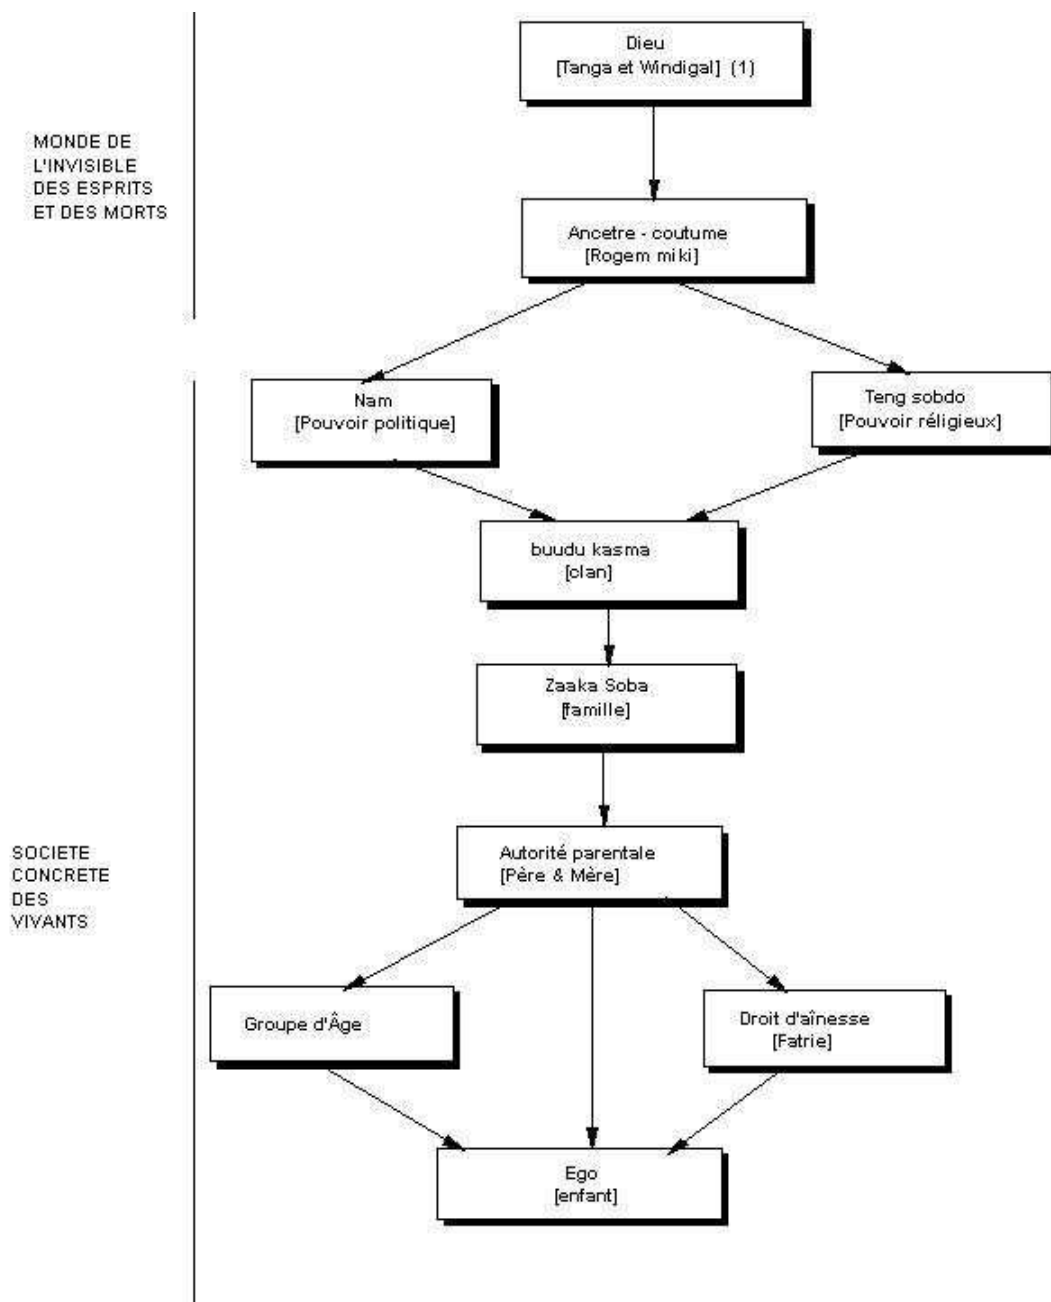 Dieu
[Tanga et Windigal] (1)
MONDE DE
L'INVISIBLE
DES ESPRITS
ET DES MORTS
Ancetre - coutume
[Rogem miki]
Nam
[Pouvoir politique]
Teng sobdo
[Pouvoir réligieux]
buudu kasma
[clan]
Zaaka Soba
[famille]
SOCIETE
CONCRETE
DES
VIVANTS
Autorité parentale
[Père & Mère]
Groupe d'Âge
Droit d'aînesse
[Fatrie]
Ego
[enfant]